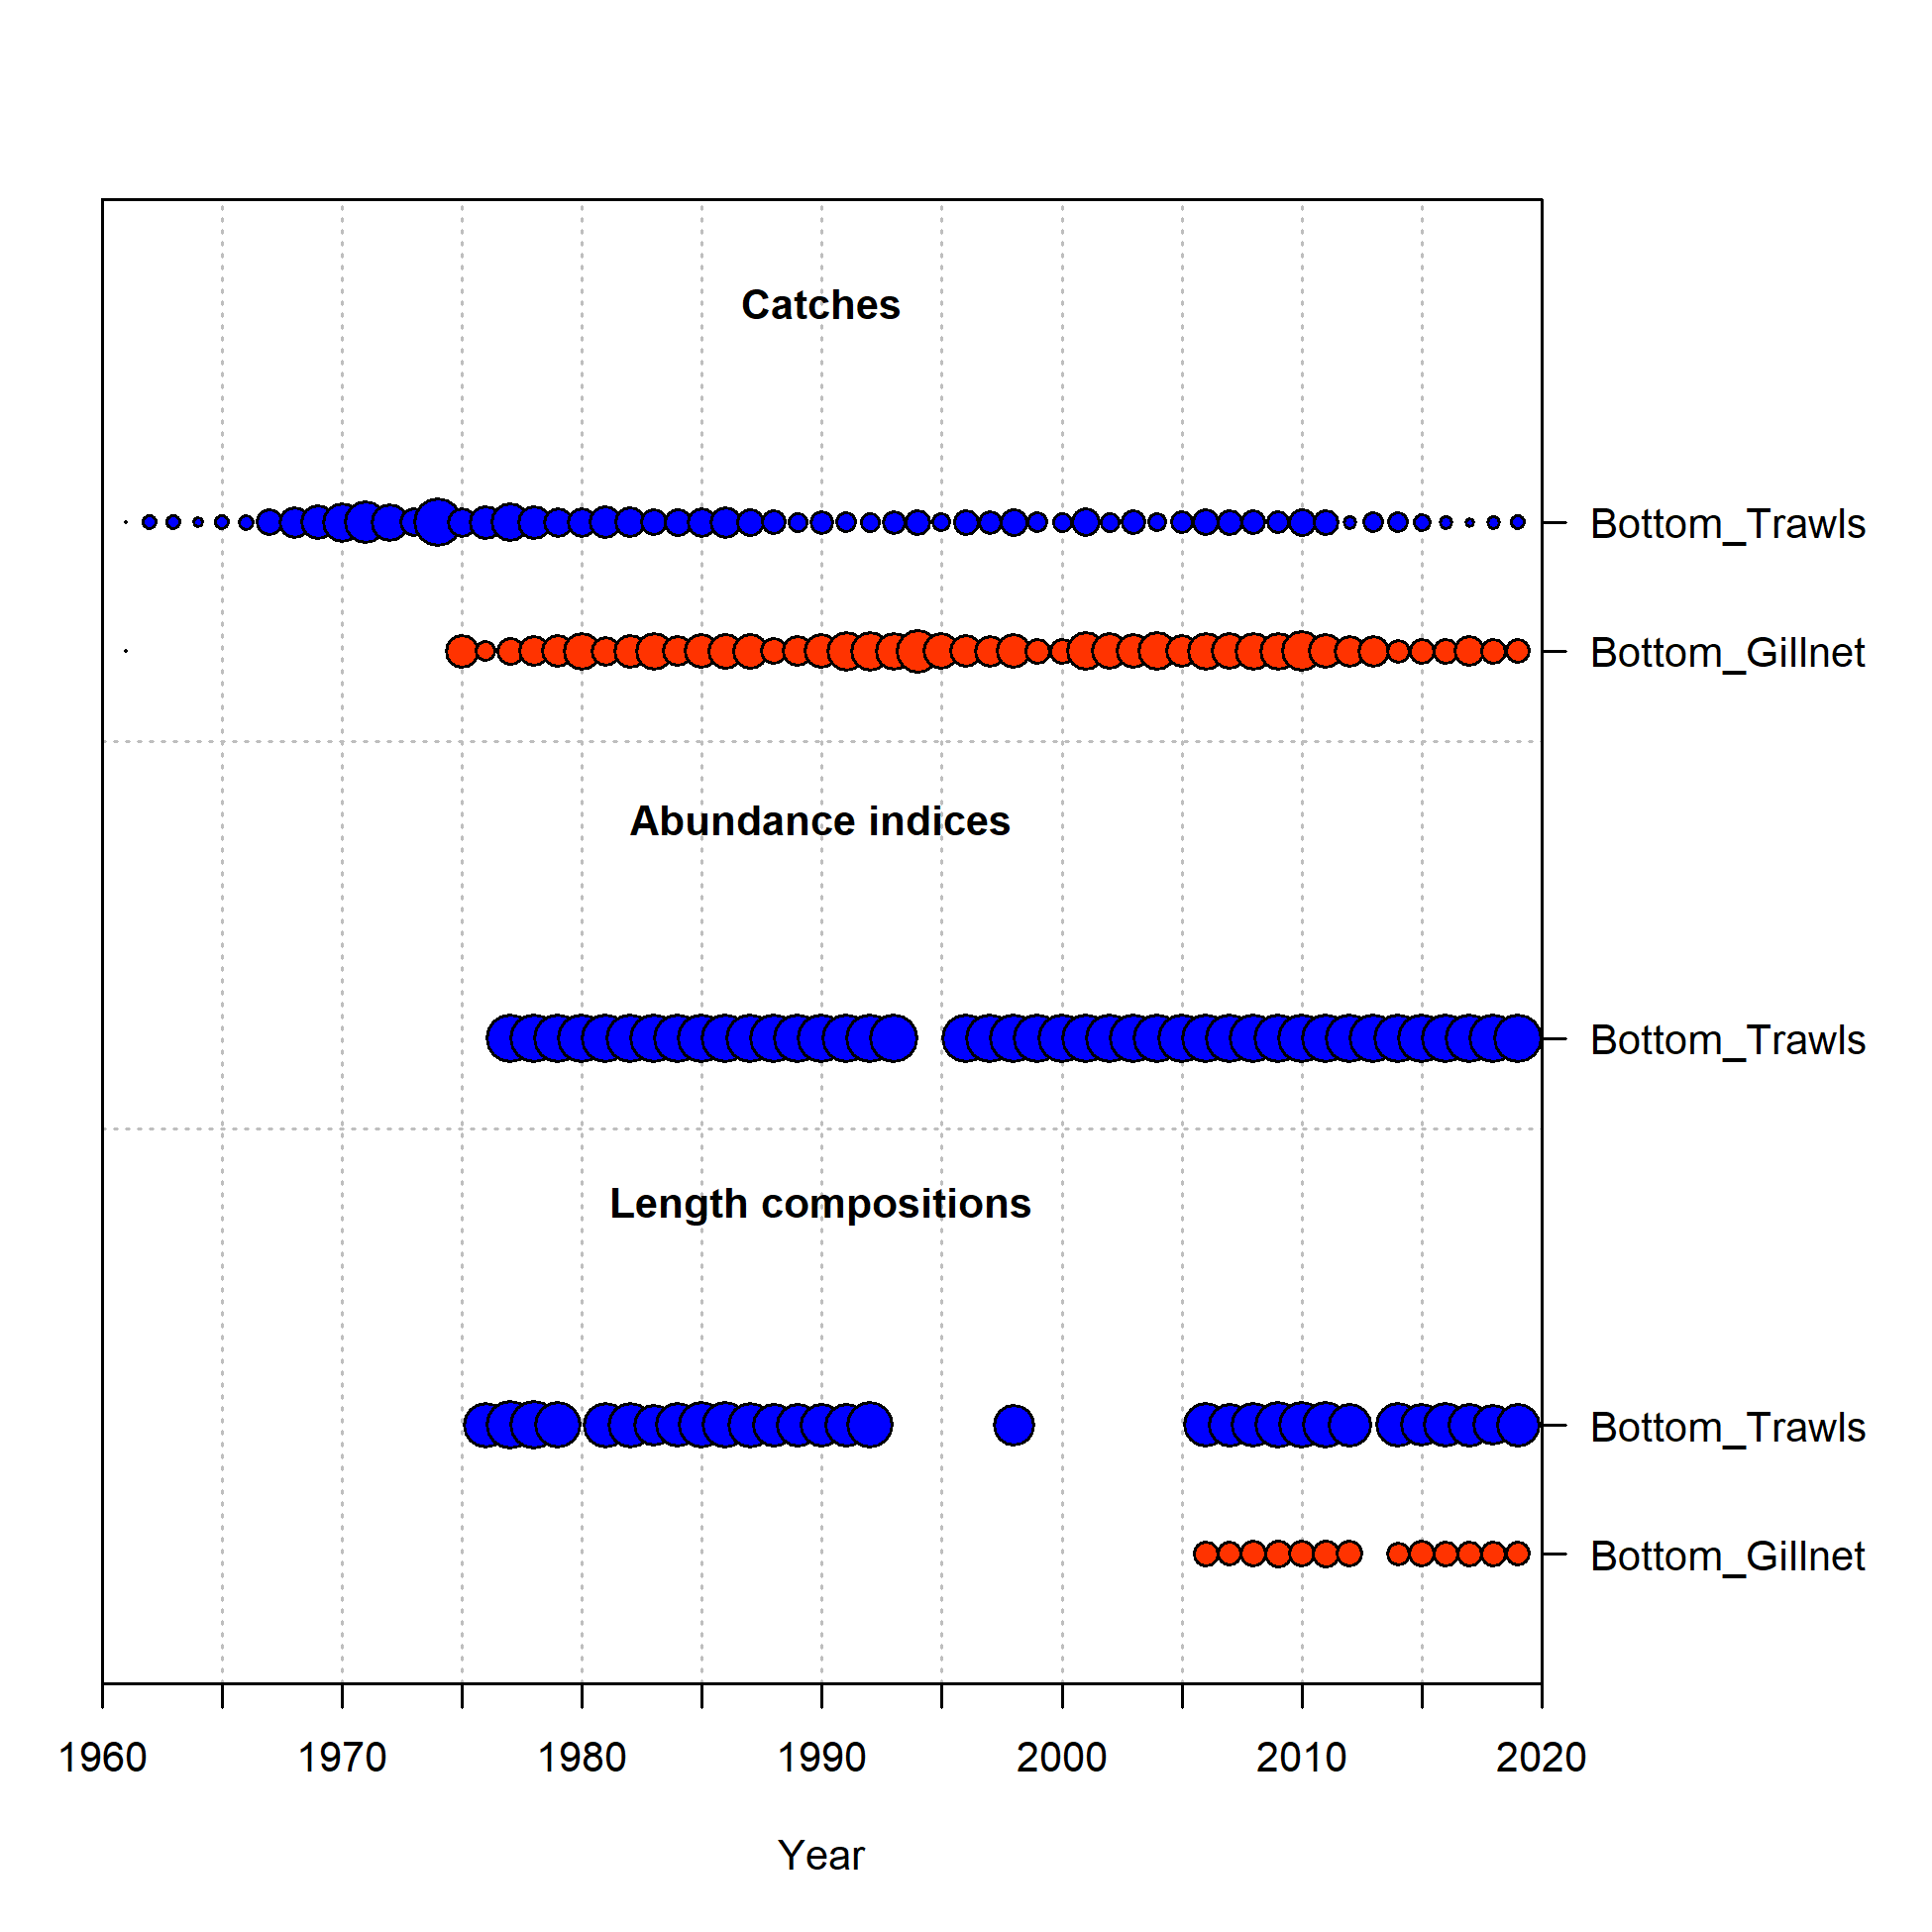 Catches
Bottom_Trawls
Bottom_Gillnet
Abundance indices
Bottom_Trawls
Length compositions
Bottom_Trawls
Bottom_Gillnet
1960 1970 1980 1990 2000 2010 2020
Year